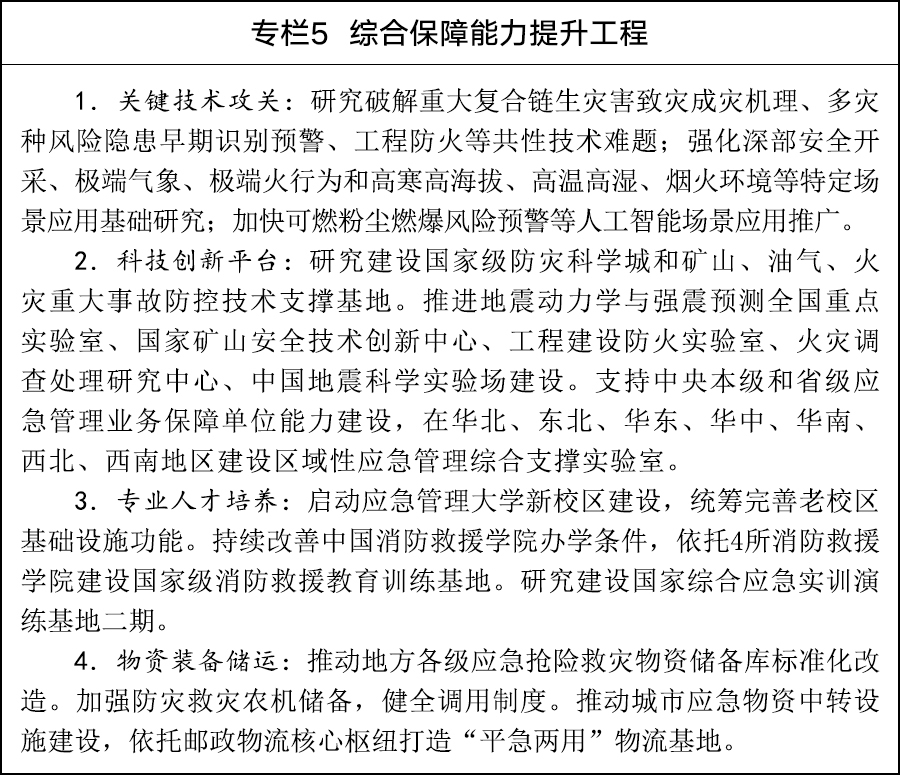 专栏5 综合保障能力提升工程
1. 关键技术攻关：研究破解重大复合链生灾害致灾成灾机理、多灾
种风险隐患早期识别预警、工程防火等共性技术难题；强化深部安全开
采、极端气象、极端火行为和高寒高海拔、高温高湿、烟火环境等特定场
景应用基础研究；加快可燃粉尘燃爆风险预警等人工智能场景应用推广。
2. 科技创新平台：研究建设国家级防灾科学城和矿山、油气、火
灾重大事故防控技术支撑基地。推进地震动力学与强震预测全国重点
实验室、国家矿山安全技术创新中心、工程建设防火实验室、火灾调
查处理研究中心、中国地震科学实验场建设。支持中央本级和省级应
急管理业务保障单位能力建设，在华北、东北、华东、华中、华南、
西北、西南地区建设区域性应急管理综合支撑实验室。
3. 专业人才培养：启动应急管理大学新校区建设，统筹完善老校区
基础设施功能。持续改善中国消防救援学院办学条件，依托4所消防救援
学院建设国家级消防救援教育训练基地。研究建设国家综合应急实训演
练基地二期。
4. 物资装备储运：推动地方各级应急抢险救灾物资储备库标准化改
造。加强防灾救灾农机储备，健全调用制度。推动城市应急物资中转设
施建设，依托邮政物流核心枢纽打造“平急两用”物流基地。